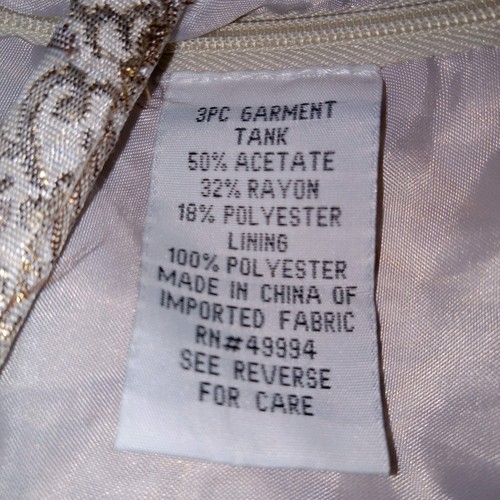 3PC GARMENT
TANK
50% ACETATE
32% RAYON
18% POLYESTER
LINING
100% POLYESTER
MADE IN CHINA OF
IMPORTED FABRIC
RN#49994
SEE REVERSE
FOR CARE